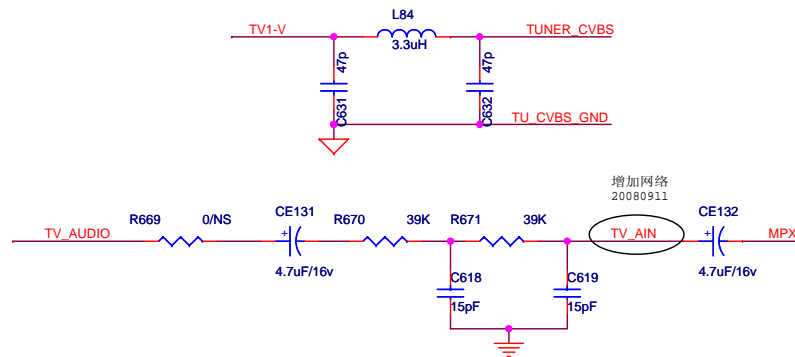 L84
TV1-V
TUNER_CVBS
3.3uH
47p
47p
C631
C632
TU_CVBS_GND
增加网络
20080911
R669
0/NS
CE131
R670
39K
R671
39K
CE132
TV_AUDIO
+
TV_AIN
+
MPX
4.7uF/16v
4.7uF/16v
C618
C619
15pF
15pF